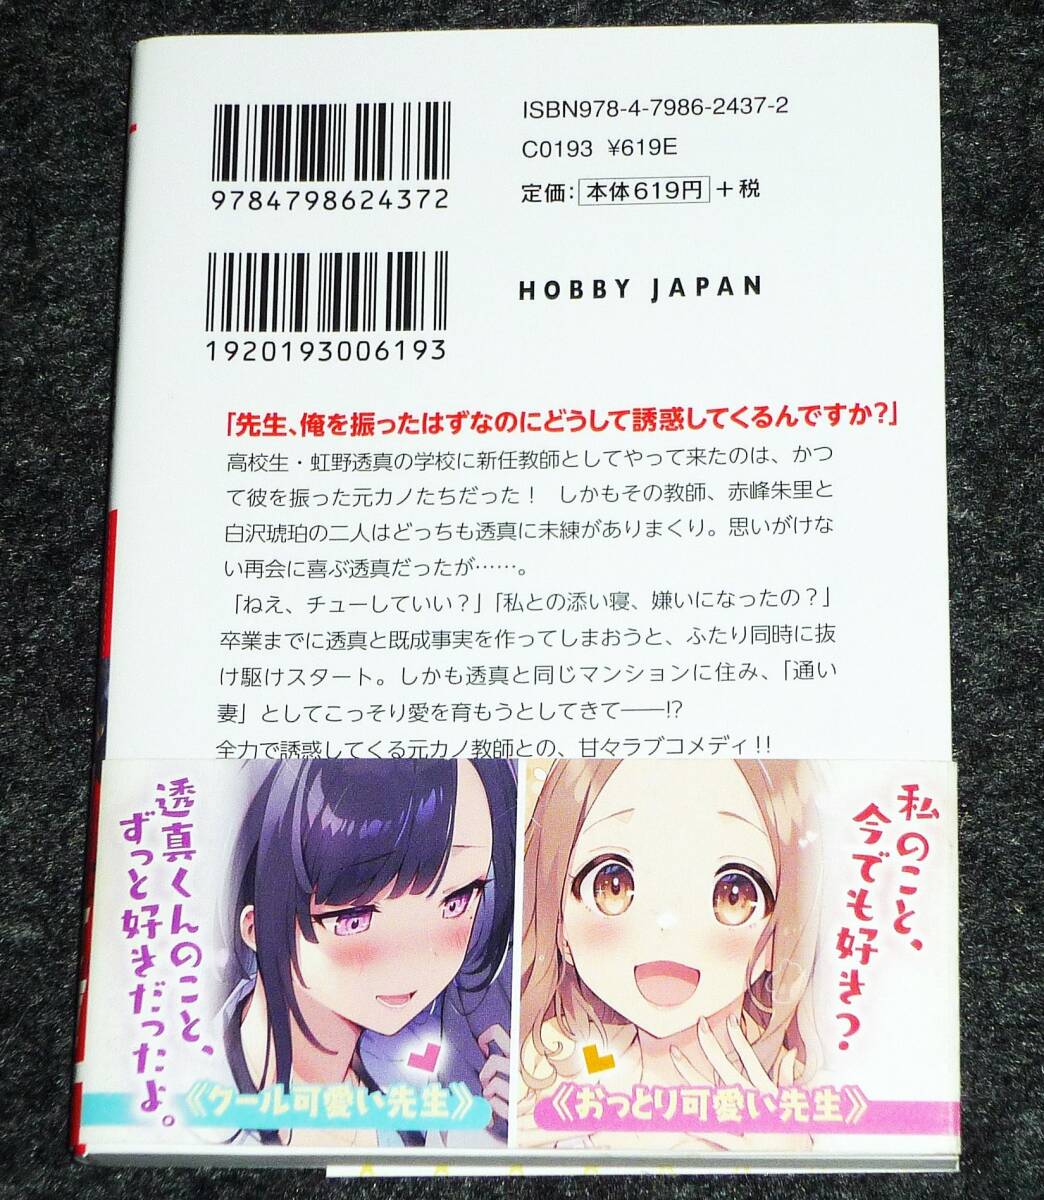 ISBN978-4-7986-2437-2
C0193 ¥619E
定価:本体619円+税
9784798624372
HOBBY JAPAN
1920193006193
「先生、俺を振ったはずなのにどうして誘惑してくるんですか?」
高校生・虹野透真の学校に新任教師としてやって来たのは、かつ
て彼を振った元カノたちだった! しかもその教師、赤峰朱里と
白沢琥珀の二人はどっちも透真に未練がありまくり。思いがけな
い再会に喜ぶ透真だったが……。
「ねえ、チューしていい?」「私との添い寝、嫌いになったの?」
卒業までに透真と既成事実を作ってしまおうと、ふたり同時に抜
け駆けスタート。しかも透真と同じマンションに住み、「通い
妻」としてこっそり愛を育もうとしてきて――!?
全力で誘惑してくる元カノ教師との、甘々ラブコメディ!!
私のこと、
今でも好き?
《おっとり可愛い先生》
透真くんのこと、
ずっと好きだったよ。
《クール可愛い先生》